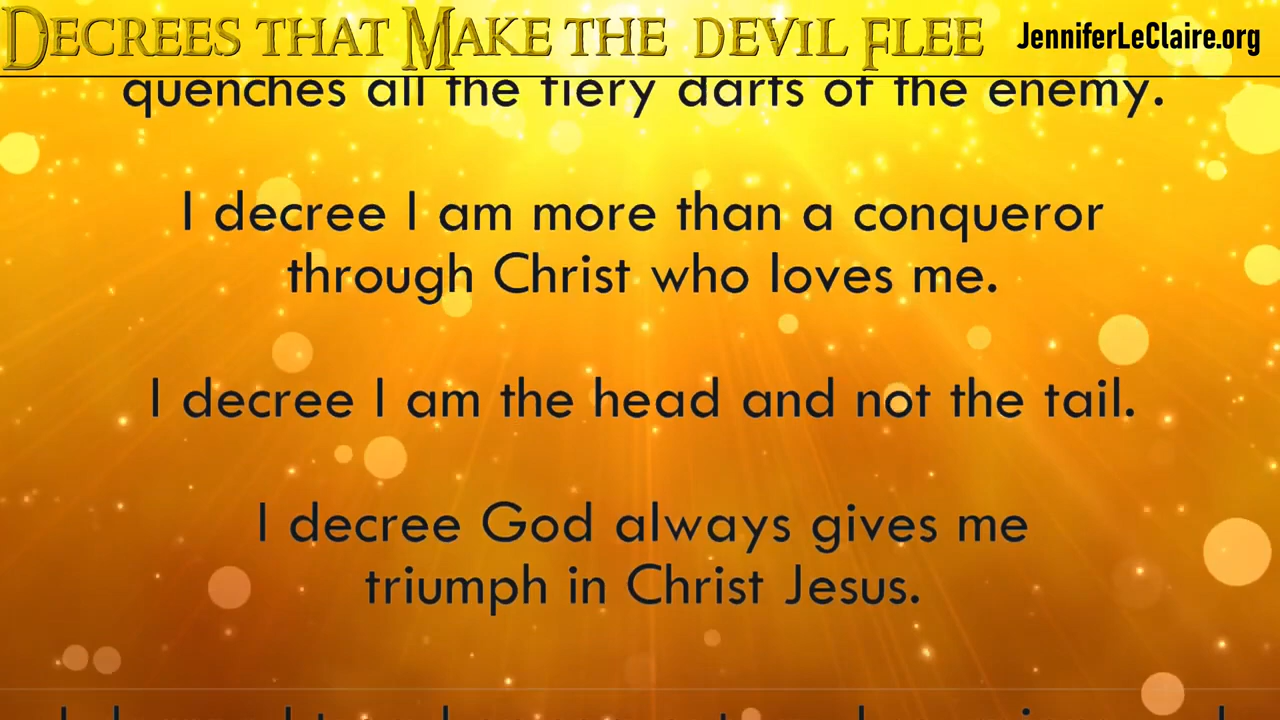 DECREES THAT MAKE THE DEVIL FLEE
JenniferLeClaire.org
quenches all the fiery darts of the enemy.
I decree I am more than a conqueror
through Christ who loves me.
I decree I am the head and not the tail.
I decree God always gives me
triumph in Christ Jesus.